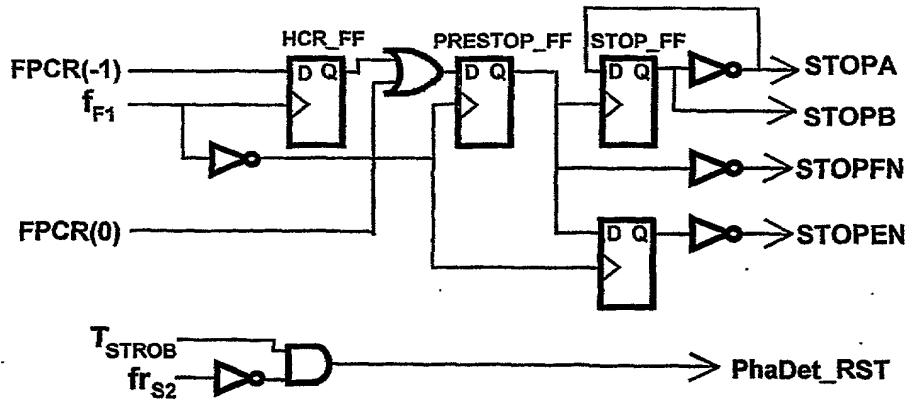 HCR_FF
PRESTOP_FF
STOP_FF
FPCR(-1)
D Q
D Q
D Q
STOPA
fF1
STOPB
STOPFN
FPCR(0)
D Q
STOPEN
TSTROB
frS2
PhaDet_RST